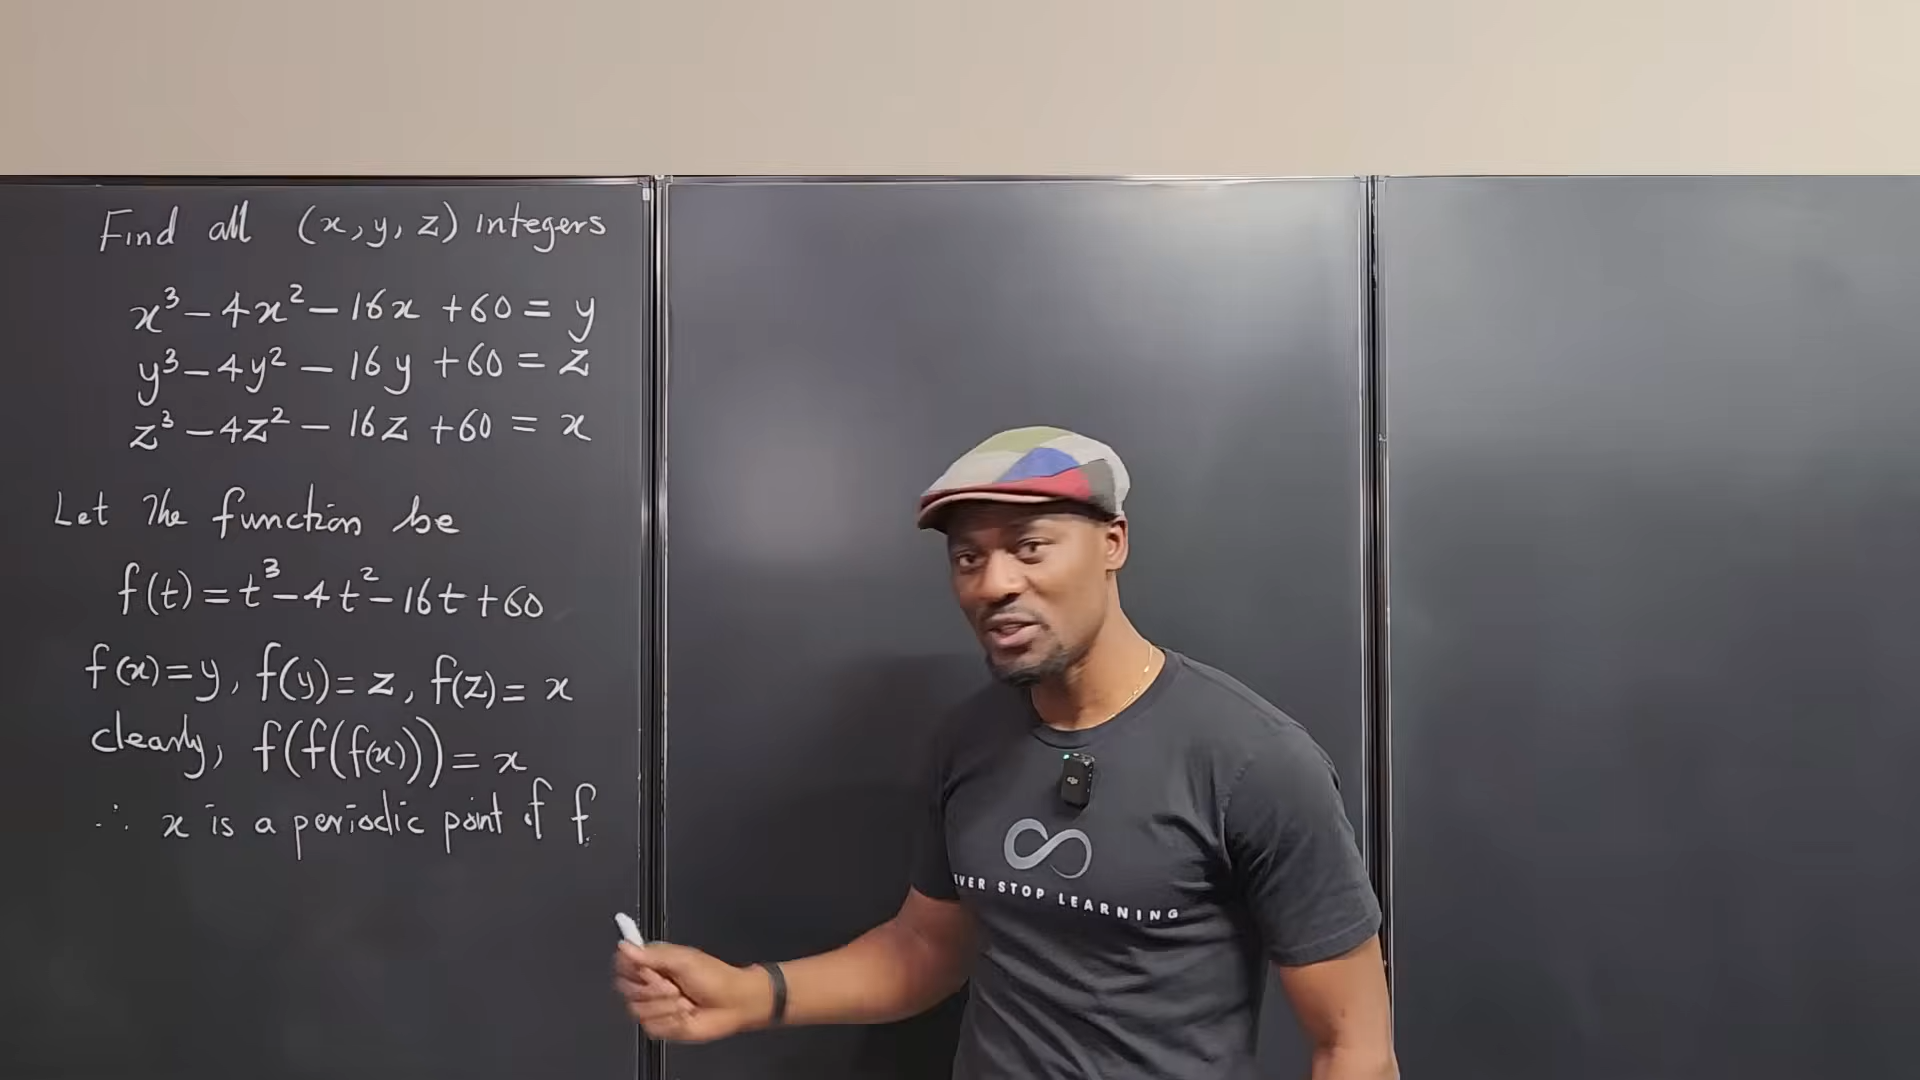 Find all (x, y, z) integers
x³ − 4x² − 16x + 60 = y
y³ − 4y² − 16y + 60 = z
z³ − 4z² − 16z + 60 = x
Let the function be
f(t) = t³ − 4t² − 16t + 60
f(x) = y, f(y) = z, f(z) = x
clearly, f(f(f(x))) = x
∴ x is a periodic point of f.
VER STOP LEARNING